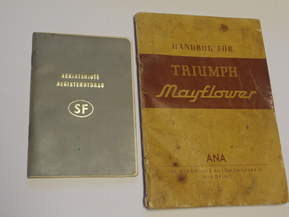 REKISTERIOTE
REGISTERUTDRAG
SF
HANDBOK FÖR
TRIUMPH
Mayflower
ANA